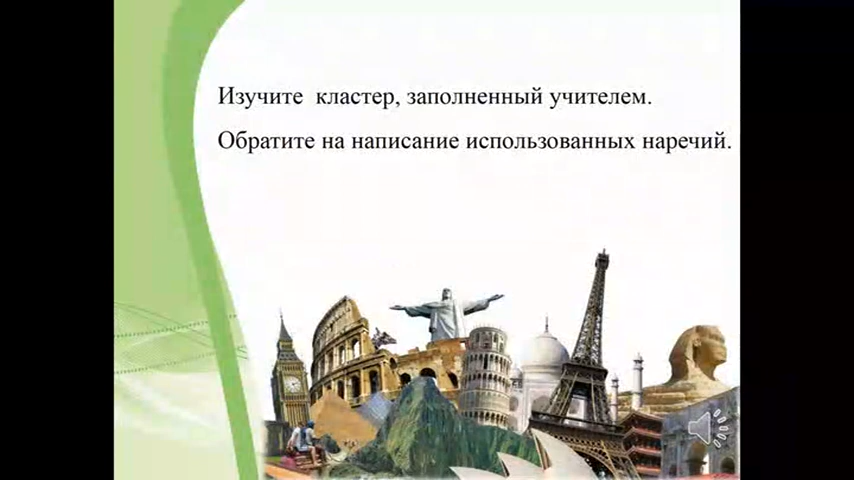 Изучите  кластер, заполненный учителем.
Обратите на написание использованных наречий.